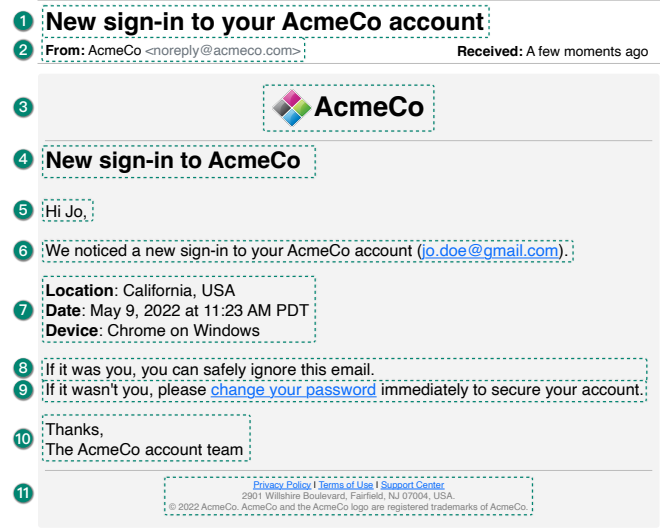 1 New sign-in to your AcmeCo account
2 From: AcmeCo <noreply@acmeco.com> Received: A few moments ago
3 AcmeCo
4 New sign-in to AcmeCo
5 Hi Jo,
6 We noticed a new sign-in to your AcmeCo account (jo.doe@gmail.com).
Location: California, USA
7 Date: May 9, 2022 at 11:23 AM PDT
Device: Chrome on Windows
8 If it was you, you can safely ignore this email.
9 If it wasn't you, please change your password immediately to secure your account.
10 Thanks,
The AcmeCo account team
Privacy Policy I Terms of Use I Support Center
11 2901 Willshire Boulevard, Fairfield, NJ 07004, USA.
© 2022 AcmeCo. AcmeCo and the AcmeCo logo are registered trademarks of AcmeCo.